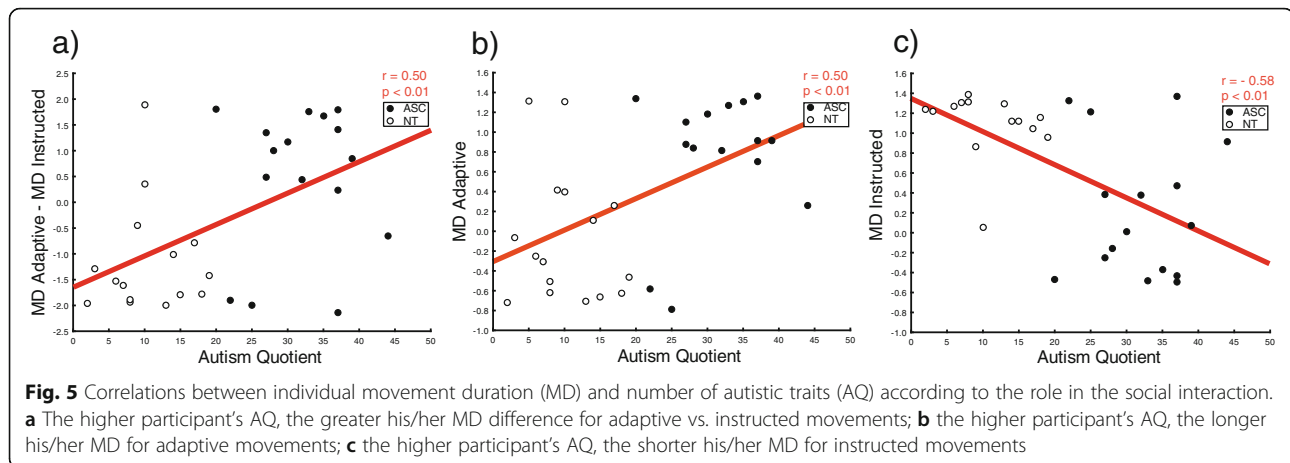 a)
r = 0.50
p < 0.01
ASC
NT
MD Adaptive - MD Instructed
2.5
2.0
1.5
1.0
0.5
0.0
-0.5
-1.0
-1.5
-2.0
-2.5
0 5 10 15 20 25 30 35 40 45 50
Autism Quotient
b)
r = 0.50
p < 0.01
ASC
NT
MD Adaptive
1.6
1.4
1.2
1.0
0.8
0.6
0.4
0.2
0.0
-0.2
-0.4
-0.6
-0.8
-1.0
0 5 10 15 20 25 30 35 40 45 50
Autism Quotient
c)
r = - 0.58
p < 0.01
ASC
NT
MD Instructed
1.6
1.4
1.2
1.0
0.8
0.6
0.4
0.2
0.0
-0.2
-0.4
-0.6
-0.8
-1.0
0 5 10 15 20 25 30 35 40 45 50
Autism Quotient
Fig. 5 Correlations between individual movement duration (MD) and number of autistic traits (AQ) according to the role in the social interaction.
a The higher participant's AQ, the greater his/her MD difference for adaptive vs. instructed movements; b the higher participant's AQ, the longer
his/her MD for adaptive movements; c the higher participant's AQ, the shorter his/her MD for instructed movements